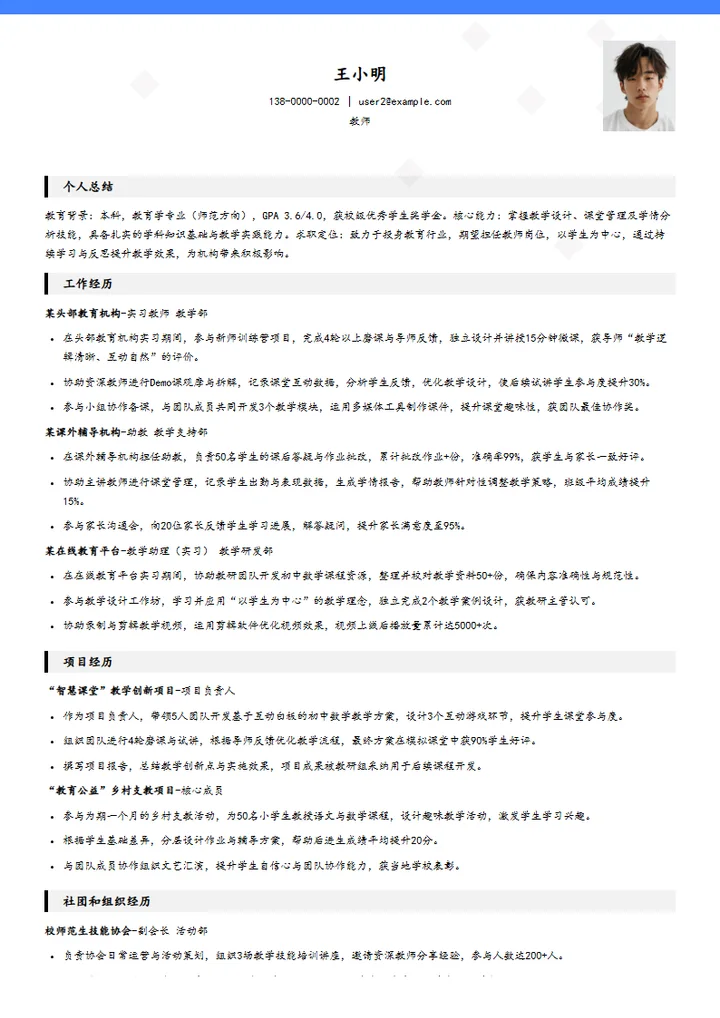 王小明
138-0000-0002 | user2@example.com
教师
个人总结
教育背景：本科，教育学专业（师范方向），GPA 3.6/4.0，获校级优秀学生奖学金。核心能力：掌握教学设计、课堂管理及学情分
析技能，具备扎实的学科知识基础与教学实践能力。求职定位：致力于投身教育行业，期望担任教师岗位，以学生为中心，通过持
续学习与反思提升教学效果，为机构带来积极影响。
工作经历
某头部教育机构-实习教师 教学部
• 在头部教育机构实习期间，参与新师训练营项目，完成4轮以上磨课与导师反馈，独立设计并讲授15分钟微课，获导师“教学逻
辑清晰、互动自然”的评价。
• 协助资深教师进行Demo课观摩与拆解，记录课堂互动数据，分析学生反馈，优化教学设计，使后续试讲学生参与度提升30%。
• 参与小组协作备课，与团队成员共同开发3个教学模块，运用多媒体工具制作课件，提升课堂趣味性，获团队最佳协作奖。
某课外辅导机构-助教 教学支持部
• 在课外辅导机构担任助教，负责50名学生的课后答疑与作业批改，累计批改作业+份，准确率99%，获学生与家长一致好评。
• 协助主讲教师进行课堂管理，记录学生出勤与表现数据，生成学情报告，帮助教师针对性调整教学策略，班级平均成绩提升
15%。
• 参与家长沟通会，向20位家长反馈学生学习进展，解答疑问，提升家长满意度至95%。
某在线教育平台-教学助理（实习） 教学研发部
• 在在线教育平台实习期间，协助教研团队开发初中数学课程资源，整理并校对教学资料50+份，确保内容准确性与规范性。
• 参与教学设计工作坊，学习并应用“以学生为中心”的教学理念，独立完成2个教学案例设计，获教研主管认可。
• 协助录制与剪辑教学视频，运用剪辑软件优化视频效果，视频上线后播放量累计达5000+次。
项目经历
“智慧课堂”教学创新项目-项目负责人
• 作为项目负责人，带领5人团队开发基于互动白板的初中数学教学方案，设计3个互动游戏环节，提升学生课堂参与度。
• 组织团队进行4轮磨课与试讲，根据导师反馈优化教学流程，最终方案在模拟课堂中获90%学生好评。
• 撰写项目报告，总结教学创新点与实施效果，项目成果被教研组采纳用于后续课程开发。
“教育公益”乡村支教项目-核心成员
• 参与为期一个月的乡村支教活动，为50名小学生教授语文与数学课程，设计趣味教学活动，激发学生学习兴趣。
• 根据学生基础差异，分层设计作业与辅导方案，帮助后进生成绩平均提升20分。
• 与团队成员协作组织文艺汇演，提升学生自信心与团队协作能力，获当地学校表彰。
社团和组织经历
校师范生技能协会-副会长 活动部
• 负责协会日常运营与活动策划，组织3场教学技能培训讲座，邀请资深教师分享经验，参与人数达200+人。